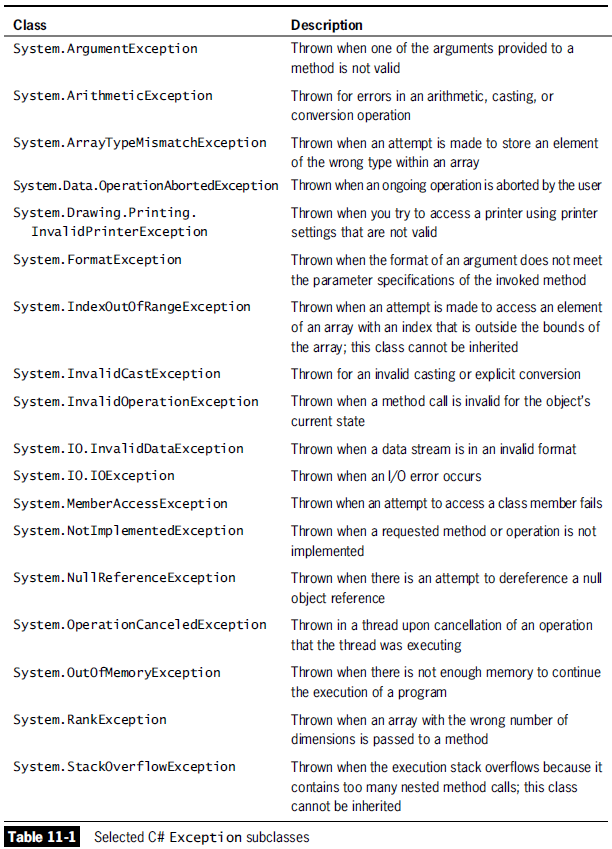 Class Description
System.ArgumentException Thrown when one of the arguments provided to a
method is not valid
System.ArithmeticException Thrown for errors in an arithmetic, casting, or
conversion operation
System.ArrayTypeMismatchException Thrown when an attempt is made to store an element
of the wrong type within an array
System.Data.OperationAbortedException Thrown when an ongoing operation is aborted by the user
System.Drawing.Printing. Thrown when you try to access a printer using printer
InvalidPrinterException settings that are not valid
System.FormatException Thrown when the format of an argument does not meet
the parameter specifications of the invoked method
System.IndexOutOfRangeException Thrown when an attempt is made to access an element
of an array with an index that is outside the bounds of
the array; this class cannot be inherited
System.InvalidCastException Thrown for an invalid casting or explicit conversion
System.InvalidOperationException Thrown when a method call is invalid for the object's
current state
System.IO.InvalidDataException Thrown when a data stream is in an invalid format
System.IO.IOException Thrown when an I/O error occurs
System.MemberAccessException Thrown when an attempt to access a class member fails
System.NotImplementedException Thrown when a requested method or operation is not
implemented
System.NullReferenceException Thrown when there is an attempt to dereference a null
object reference
System.OperationCanceledException Thrown in a thread upon cancellation of an operation
that the thread was executing
System.OutOfMemoryException Thrown when there is not enough memory to continue
the execution of a program
System.RankException Thrown when an array with the wrong number of
dimensions is passed to a method
System.StackOverflowException Thrown when the execution stack overflows because it
contains too many nested method calls; this class
cannot be inherited
Table 11-1 Selected C# Exception subclasses